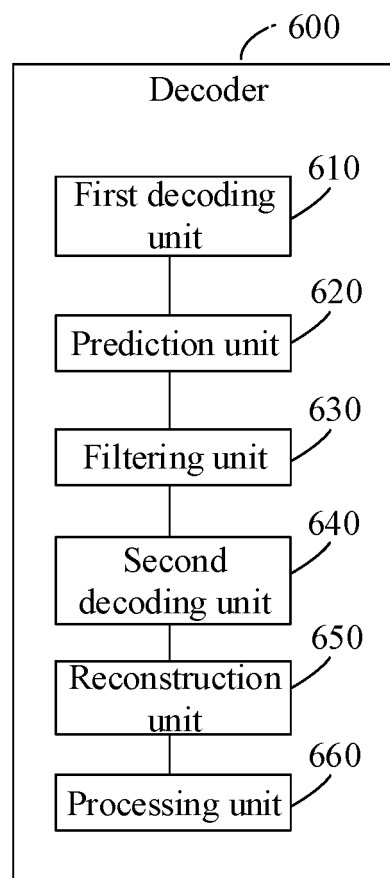 600
Decoder
610
First decoding
unit
620
Prediction unit
630
Filtering unit
640
Second
decoding unit
650
Reconstruction
unit
660
Processing unit